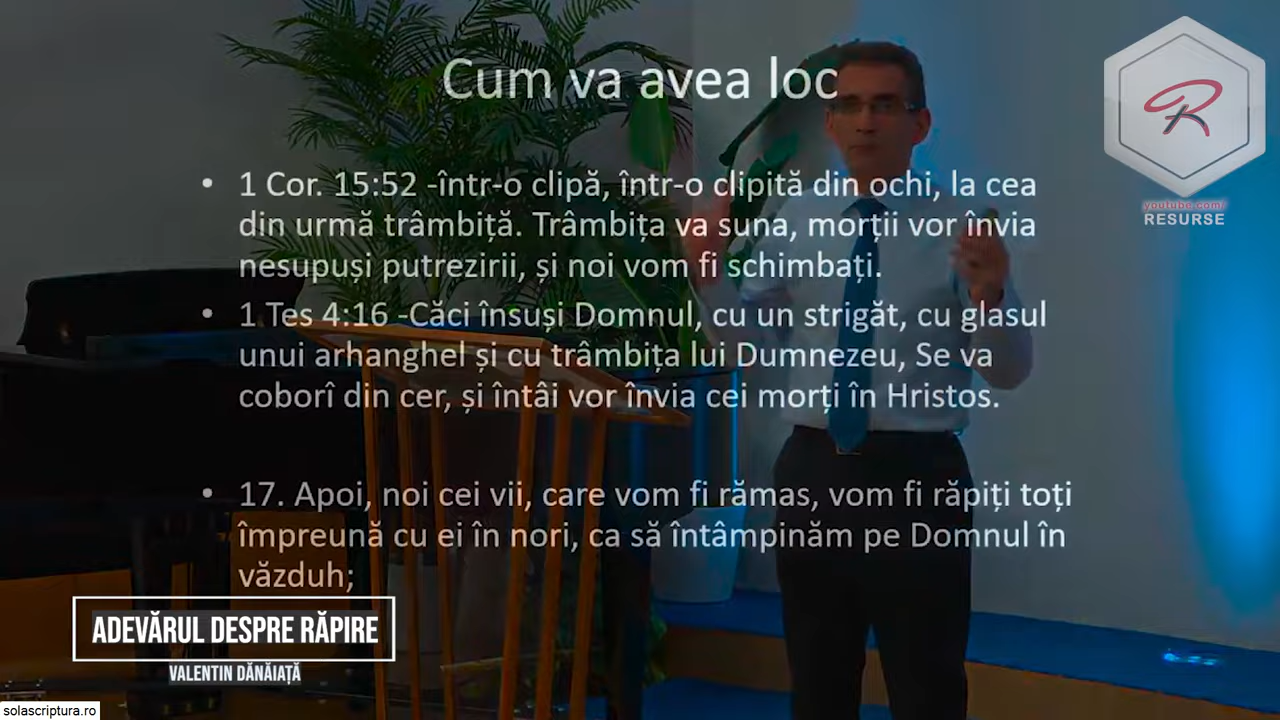 Cum va avea loc
• 1 Cor. 15:52 -într-o clipă, într-o clipită din ochi, la cea
din urmă trâmbiță. Trâmbița va suna, morții vor învia
nesupuși putrezirii, și noi vom fi schimbați.
• 1 Tes 4:16 -Căci însuși Domnul, cu un strigăt, cu glasul
unui arhanghel și cu trâmbița lui Dumnezeu, Se va
coborî din cer, și întâi vor învia cei morți în Hristos.
• 17. Apoi, noi cei vii, care vom fi rămas, vom fi răpiți toți
împreună cu ei în nori, ca să întâmpinăm pe Domnul în
văzduh;
ADEVĂRUL DESPRE RĂPIRE
VALENTIN DĂNĂIAȚĂ
solascriptura.ro
R
youtube.com/
RESURSE